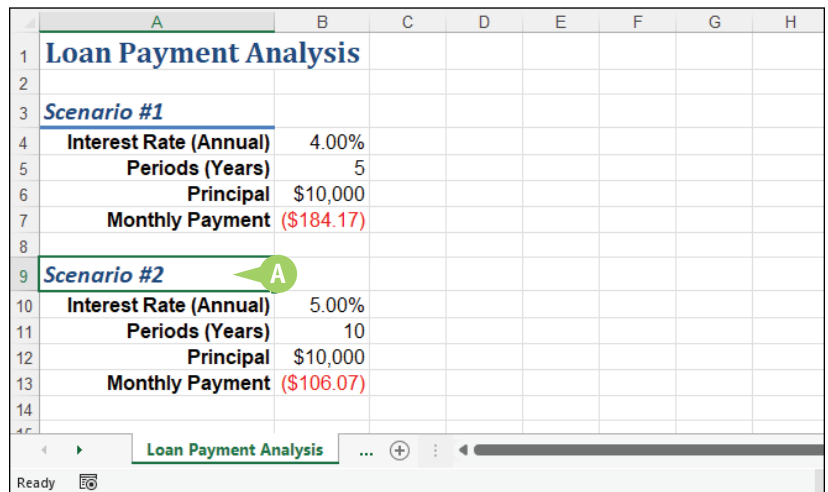 A B C D E F G H
1 Loan Payment Analysis
2
3 Scenario #1
4 Interest Rate (Annual) 4.00%
5 Periods (Years) 5
6 Principal $10,000
7 Monthly Payment ($184.17)
8
9 Scenario #2 A
10 Interest Rate (Annual) 5.00%
11 Periods (Years) 10
12 Principal $10,000
13 Monthly Payment ($106.07)
14
Loan Payment Analysis ...
Ready